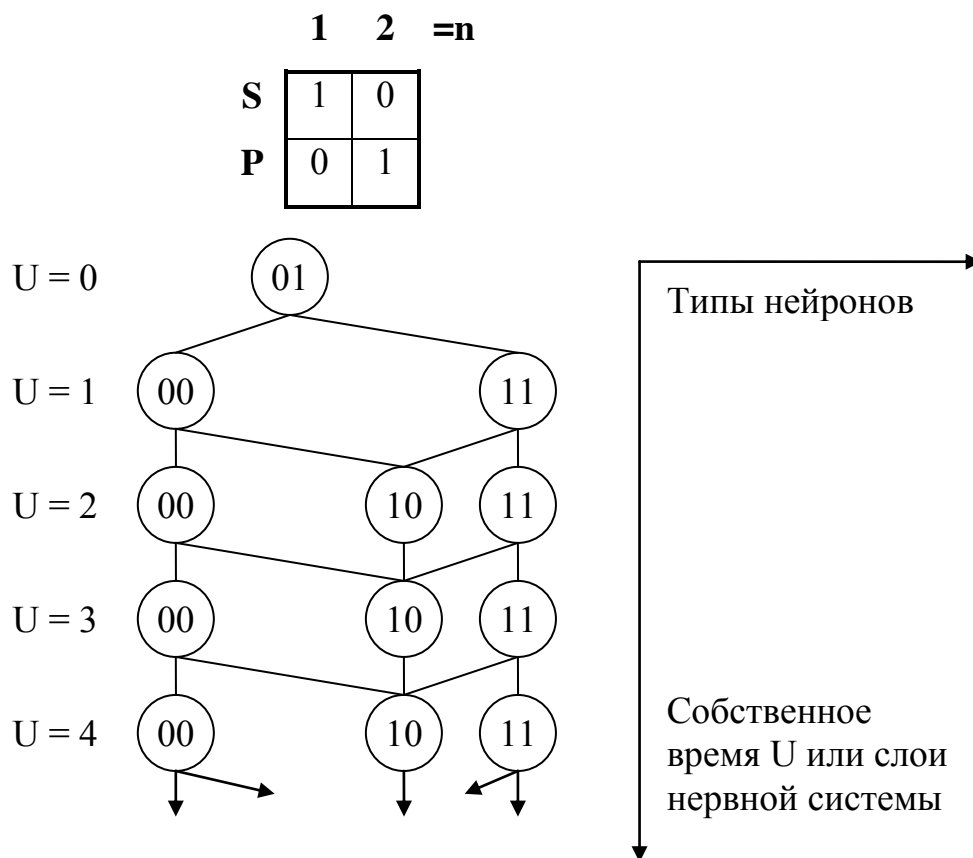 1 2 =n
S 1 0
P 0 1
U = 0 01
Типы нейронов
U = 1 00 11
U = 2 00 10 11
U = 3 00 10 11
U = 4 00 10 11
Собственное
время U или слои
нервной системы